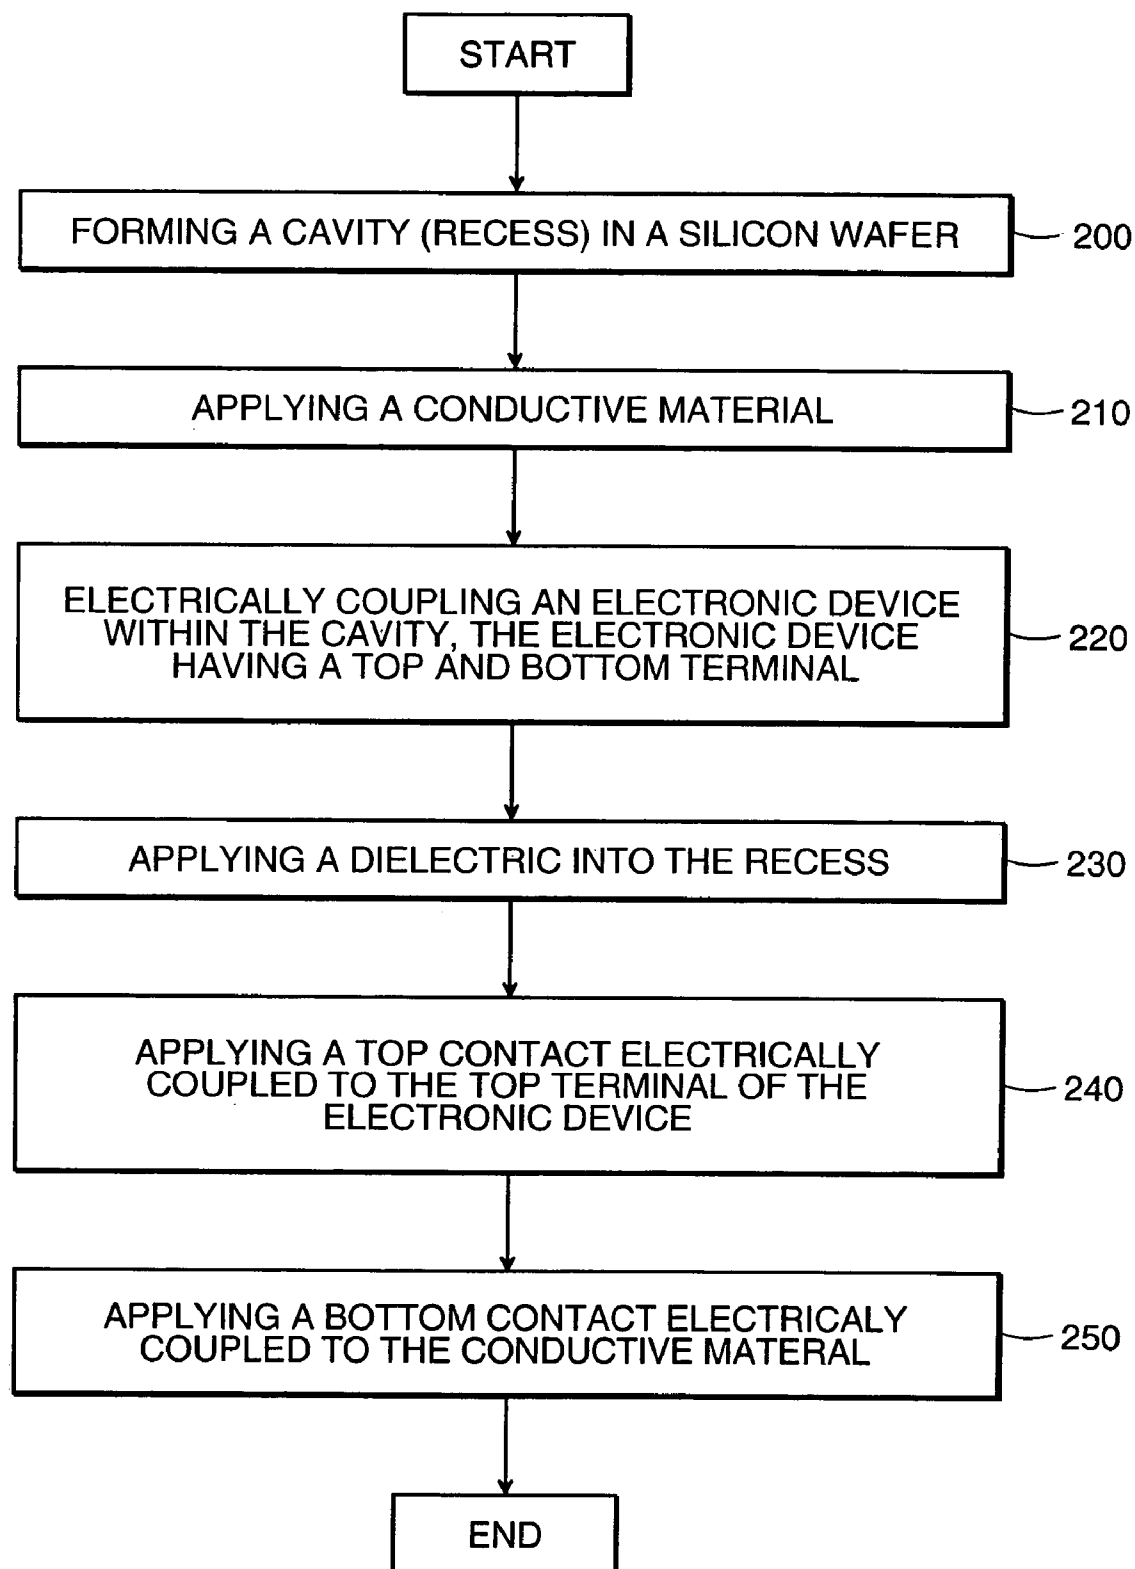 START
FORMING A CAVITY (RECESS) IN A SILICON WAFER
200
APPLYING A CONDUCTIVE MATERIAL
210
ELECTRICALLY COUPLING AN ELECTRONIC DEVICE
WITHIN THE CAVITY, THE ELECTRONIC DEVICE
HAVING A TOP AND BOTTOM TERMINAL
220
APPLYING A DIELECTRIC INTO THE RECESS
230
APPLYING A TOP CONTACT ELECTRICALLY
COUPLED TO THE TOP TERMINAL OF THE
ELECTRONIC DEVICE
240
APPLYING A BOTTOM CONTACT ELECTRICALY
COUPLED TO THE CONDUCTIVE MATERAL
250
END